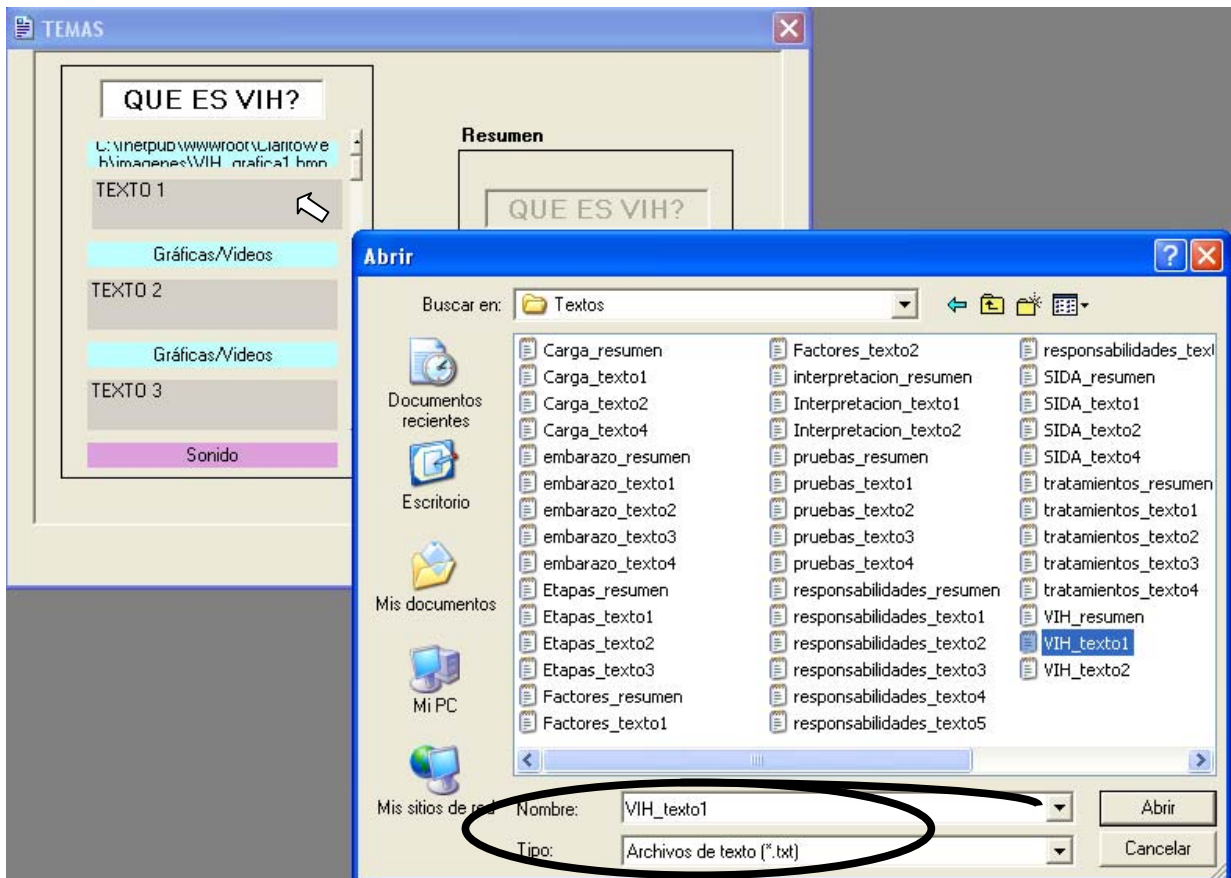 TEMAS
QUE ES VIH?
C:\Inetpub\wwwroot\ClaritoWe
b\imagenes\VIH_grafica1.bmp
TEXTO 1
Gráficas/Videos
TEXTO 2
Gráficas/Videos
TEXTO 3
Sonido
Resumen
QUE ES VIH?
Abrir
Buscar en:
Textos
Documentos
recientes
Escritorio
Mis documentos
Mi PC
Mis sitios de red
Carga_resumen
Carga_texto1
Carga_texto2
Carga_texto4
embarazo_resumen
embarazo_texto1
embarazo_texto2
embarazo_texto3
embarazo_texto4
Etapas_resumen
Etapas_texto1
Etapas_texto2
Etapas_texto3
Factores_resumen
Factores_texto1
Factores_texto2
interpretacion_resumen
Interpretacion_texto1
Interpretacion_texto2
pruebas_resumen
pruebas_texto1
pruebas_texto2
pruebas_texto3
pruebas_texto4
responsabilidades_resumen
responsabilidades_texto1
responsabilidades_texto2
responsabilidades_texto3
responsabilidades_texto4
responsabilidades_texto5
SIDA_resumen
SIDA_texto1
SIDA_texto2
SIDA_texto4
tratamientos_resumen
tratamientos_texto1
tratamientos_texto2
tratamientos_texto3
tratamientos_texto4
VIH_resumen
VIH_texto1
VIH_texto2
Nombre:
VIH_texto1
Abrir
Tipo:
Archivos de texto (*.txt)
Cancelar